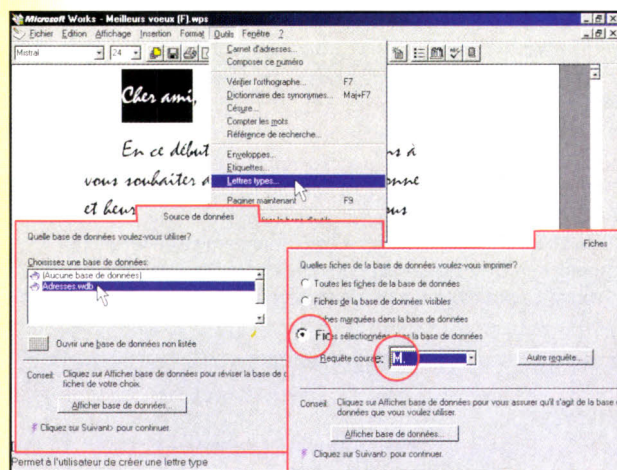 Microsoft Works - Meilleurs voeux (F).wps
Fichier Edition Affichage Insertion Format Outils Fenêtre ?
Mistral 24
Carnet d'adresses...
Composer ce numéro
Vérifier l'orthographe... F7
Dictionnaire des synonymes... Maj+F7
Césure...
Compter les mots
Référence de recherche...
Enveloppes...
Etiquettes...
Lettres types...
Paginer maintenant F9
Cher ami,
En ce début
vous souhaiter
et heur
Source de données
Quelle base de données voulez-vous utiliser?
Choisissez une base de données:
(Aucune base de données)
Adresses.wdb
Ouvrir une base de données non listée
Conseil: Cliquez sur Afficher base de données pour réviser la base de
fiches de votre choix.
Afficher base de données...
Cliquez sur Suivant> pour continuer.
Fiches
Quelles fiches de la base de données voulez-vous imprimer?
Toutes les fiches de la base de données
Fiches de la base de données visibles
ches marquées dans la base de données
Fiches sélectionnées dans la base de données
Requête courante: M. Autre requête...
Conseil: Cliquez sur Afficher base de données pour vous assurer qu'il s'agit de la base
données que vous voulez utiliser.
Afficher base de données...
Cliquez sur Suivant> pour continuer.
Permet à l'utilisateur de créer une lettre type